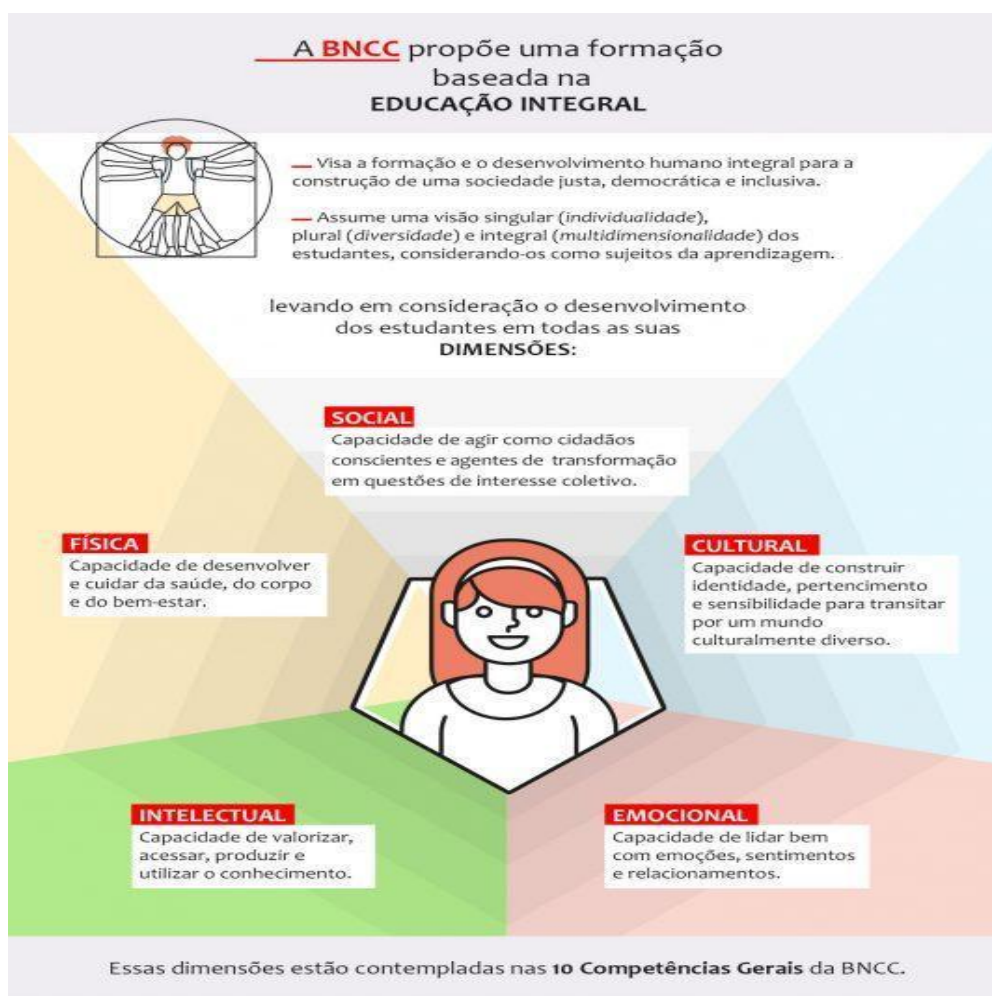 A BNCC propõe uma formação
baseada na
EDUCAÇÃO INTEGRAL
Visa a formação e o desenvolvimento humano integral para a
construção de uma sociedade justa, democrática e inclusiva.
Assume uma visão singular (individualidade),
plural (diversidade) e integral (multidimensionalidade) dos
estudantes, considerando-os como sujeitos da aprendizagem.
levando em consideração o desenvolvimento
dos estudantes em todas as suas
DIMENSÕES:
SOCIAL
Capacidade de agir como cidadãos
conscientes e agentes de transformação
em questões de interesse coletivo.
FÍSICA
Capacidade de desenvolver
e cuidar da saúde, do corpo
e do bem-estar.
CULTURAL
Capacidade de construir
identidade, pertencimento
e sensibilidade para transitar
por um mundo
culturalmente diverso.
INTELECTUAL
Capacidade de valorizar,
acessar, produzir e
utilizar o conhecimento.
EMOCIONAL
Capacidade de lidar bem
com emoções, sentimentos
e relacionamentos.
Essas dimensões estão contempladas nas 10 Competências Gerais da BNCC.